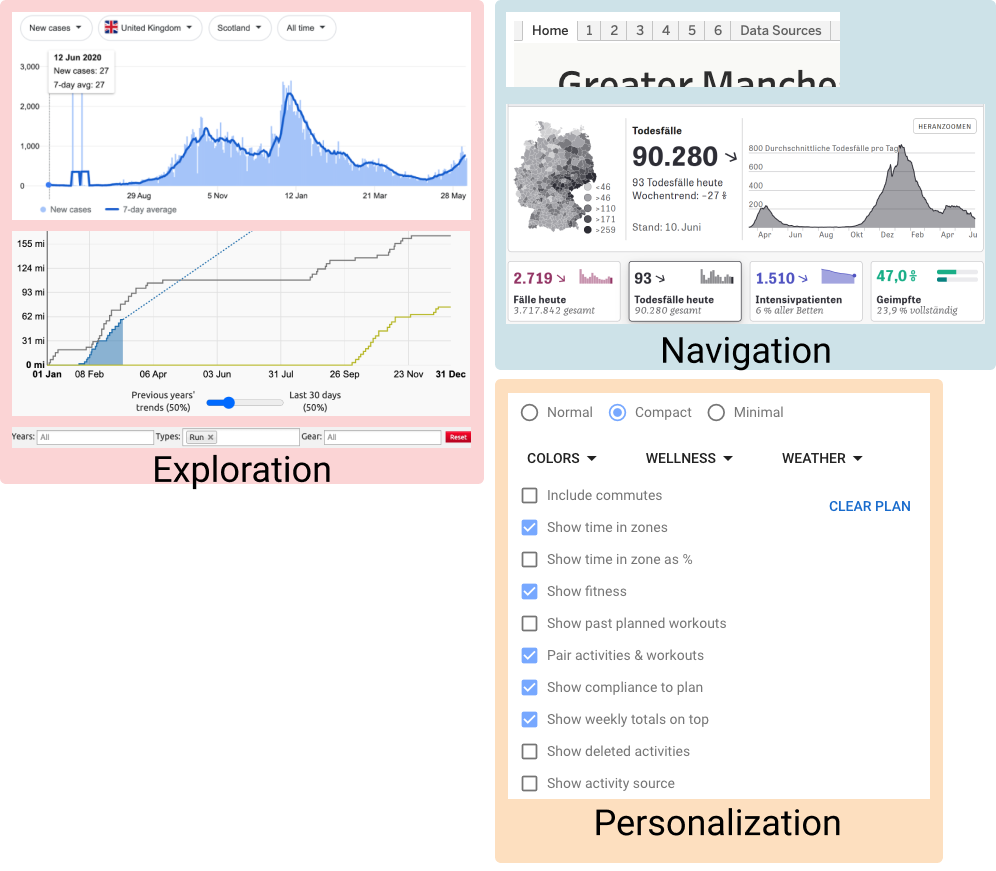 New cases
United Kingdom
Scotland
All time
12 Jun 2020
New cases: 27
7-day avg: 27
3,000
2,000
1,000
0
29 Aug
5 Nov
12 Jan
21 Mar
28 May
New cases
7-day average
155 mi
124 mi
93 mi
62 mi
31 mi
0 mi
01 Jan
08 Feb
06 Apr
03 Jun
31 Jul
26 Sep
23 Nov
31 Dec
Previous years'
trends (50%)
Last 30 days
(50%)
Years: All
Types: Run ×
Gear: All
Reset
Exploration
Home
1
2
3
4
5
6
Data Sources
Greater Manche
Todesfälle
90.280
93 Todesfälle heute
Wochentrend: -27 %
Stand: 10. Juni
<46
>46
>110
>171
>259
HERANZOOMEN
800 Durchschnittliche Todesfälle pro Tag
600
400
200
Apr
Jun
Aug
Okt
Dez
Feb
Apr
Ju
2.719
Fälle heute
3.717.842 gesamt
93
Todesfälle heute
90.280 gesamt
1.510
Intensivpatienten
6 % aller Betten
47,0 %
Geimpfte
23,9 % vollständig
Navigation
Normal
Compact
Minimal
COLORS
WELLNESS
WEATHER
Include commutes
CLEAR PLAN
Show time in zones
Show time in zone as %
Show fitness
Show past planned workouts
Pair activities & workouts
Show compliance to plan
Show weekly totals on top
Show deleted activities
Show activity source
Personalization